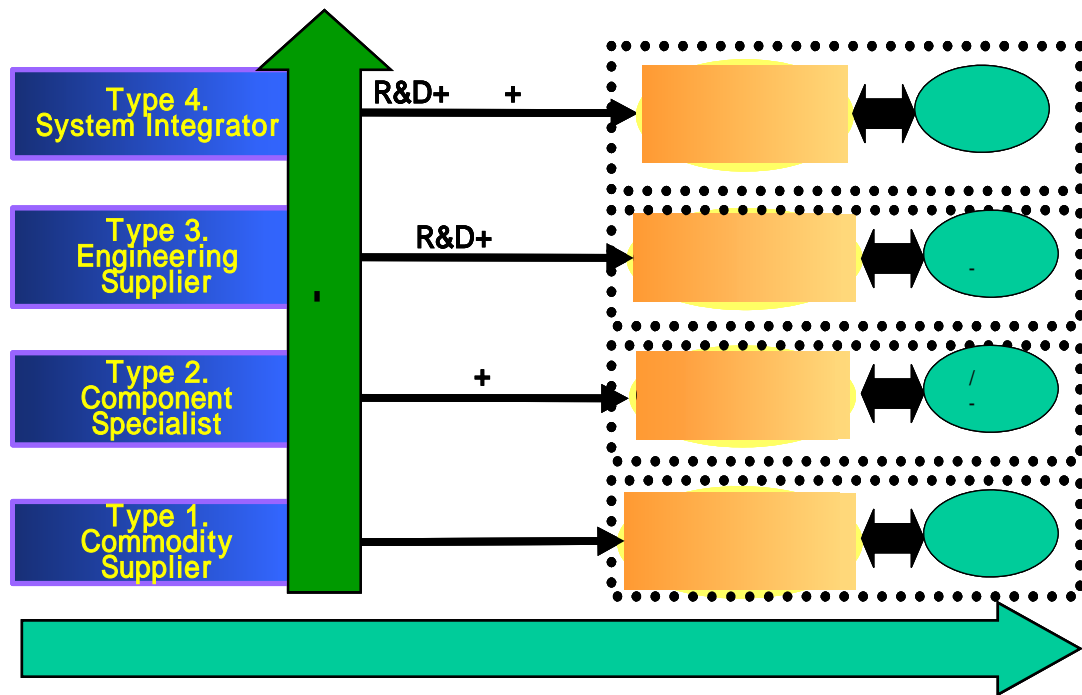 Type 4.
System Integrator
R&D+ +
Type 3.
Engineering
Supplier
R&D+
-
Type 2.
Component
Specialist
+
/
-
Type 1.
Commodity
Supplier